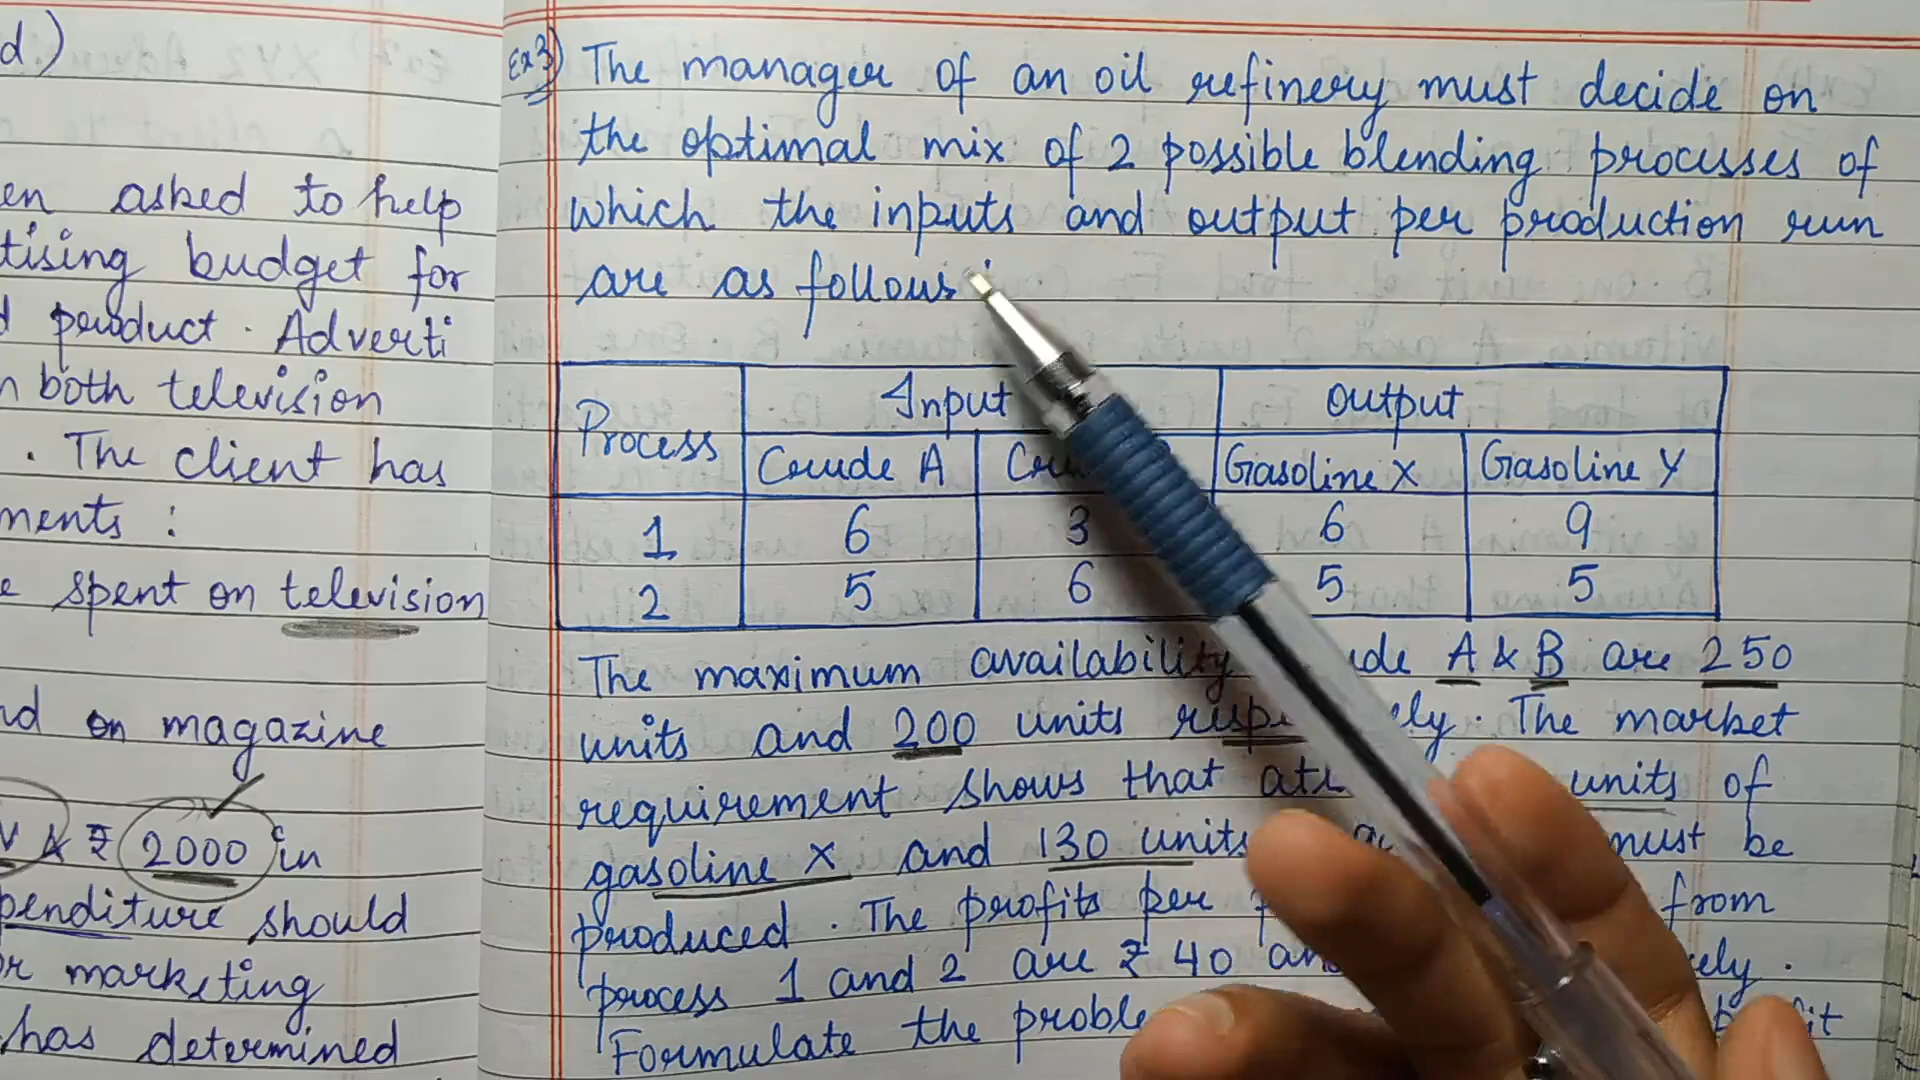 d.)
en asked to help
tising budget for
d product. Adverti
n both television
. The client has
ments :
e spent on television
nd on magazine
V & ₹ 2000 in
penditure should
or marketing
has determined
Ex3) The manager of an oil refinery must decide on
the optimal mix of 2 possible blending processes of
which the inputs and output per production run
are as follows
Process Input Output
Crude A Gasoline X Gasoline Y
1 6 3 6 9
2 5 6 5 5
The maximum availability A & B are 250
units and 200 units The market
requirement shows that units of
gasoline X and 130 units must be
produced. The profits per from
process 1 and 2 are ₹ 40
Formulate the